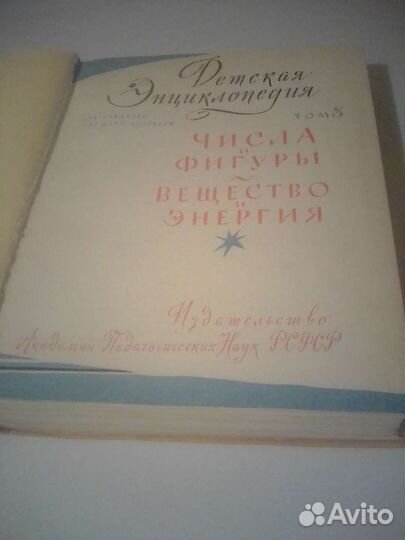 Детская
Энциклопедия
ТОМ 3
ЧИСЛА
И
ФИГУРЫ
ВЕЩЕСТВО
И
ЭНЕРГИЯ
Издательство
Академии Педагогических Наук РСФСР
Avito